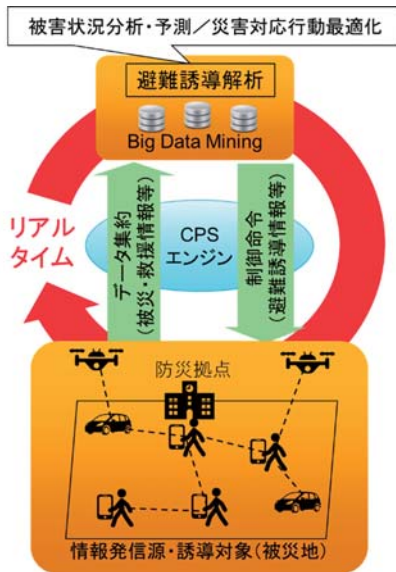 被害状況分析・予測／災害対応行動最適化
避難誘導解析
Big Data Mining
リアル
タイム
データ集約
(被災・救援情報等)
CPS
エンジン
制御命令
(避難誘導情報等)
防災拠点
情報発信源・誘導対象(被災地)